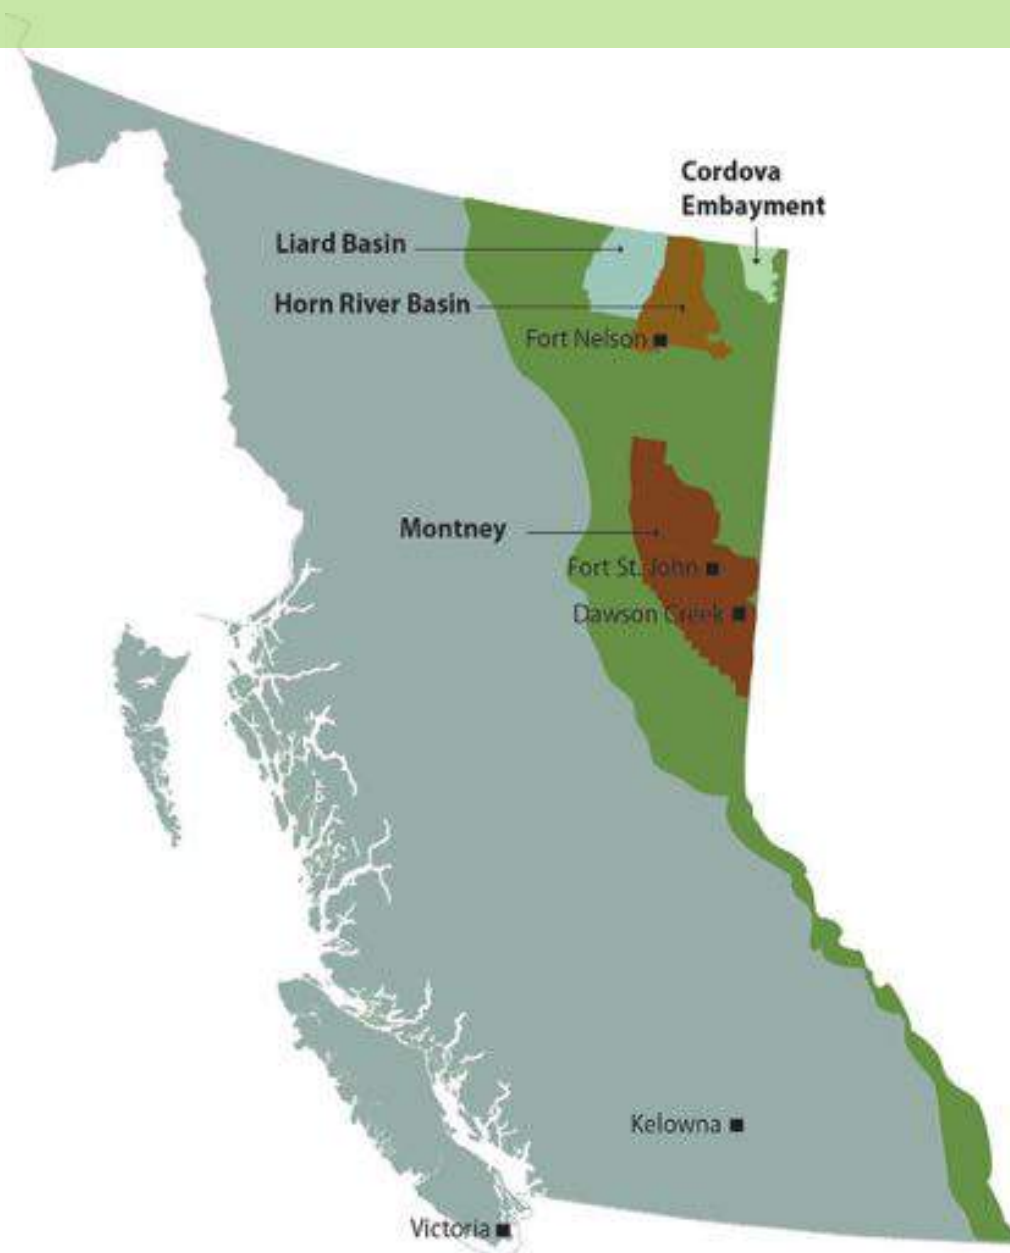 Cordova
Embayment
Liard Basin
Horn River Basin
Fort Nelson
Montney
Fort St. John
Dawson Creek
Kelowna
Victoria